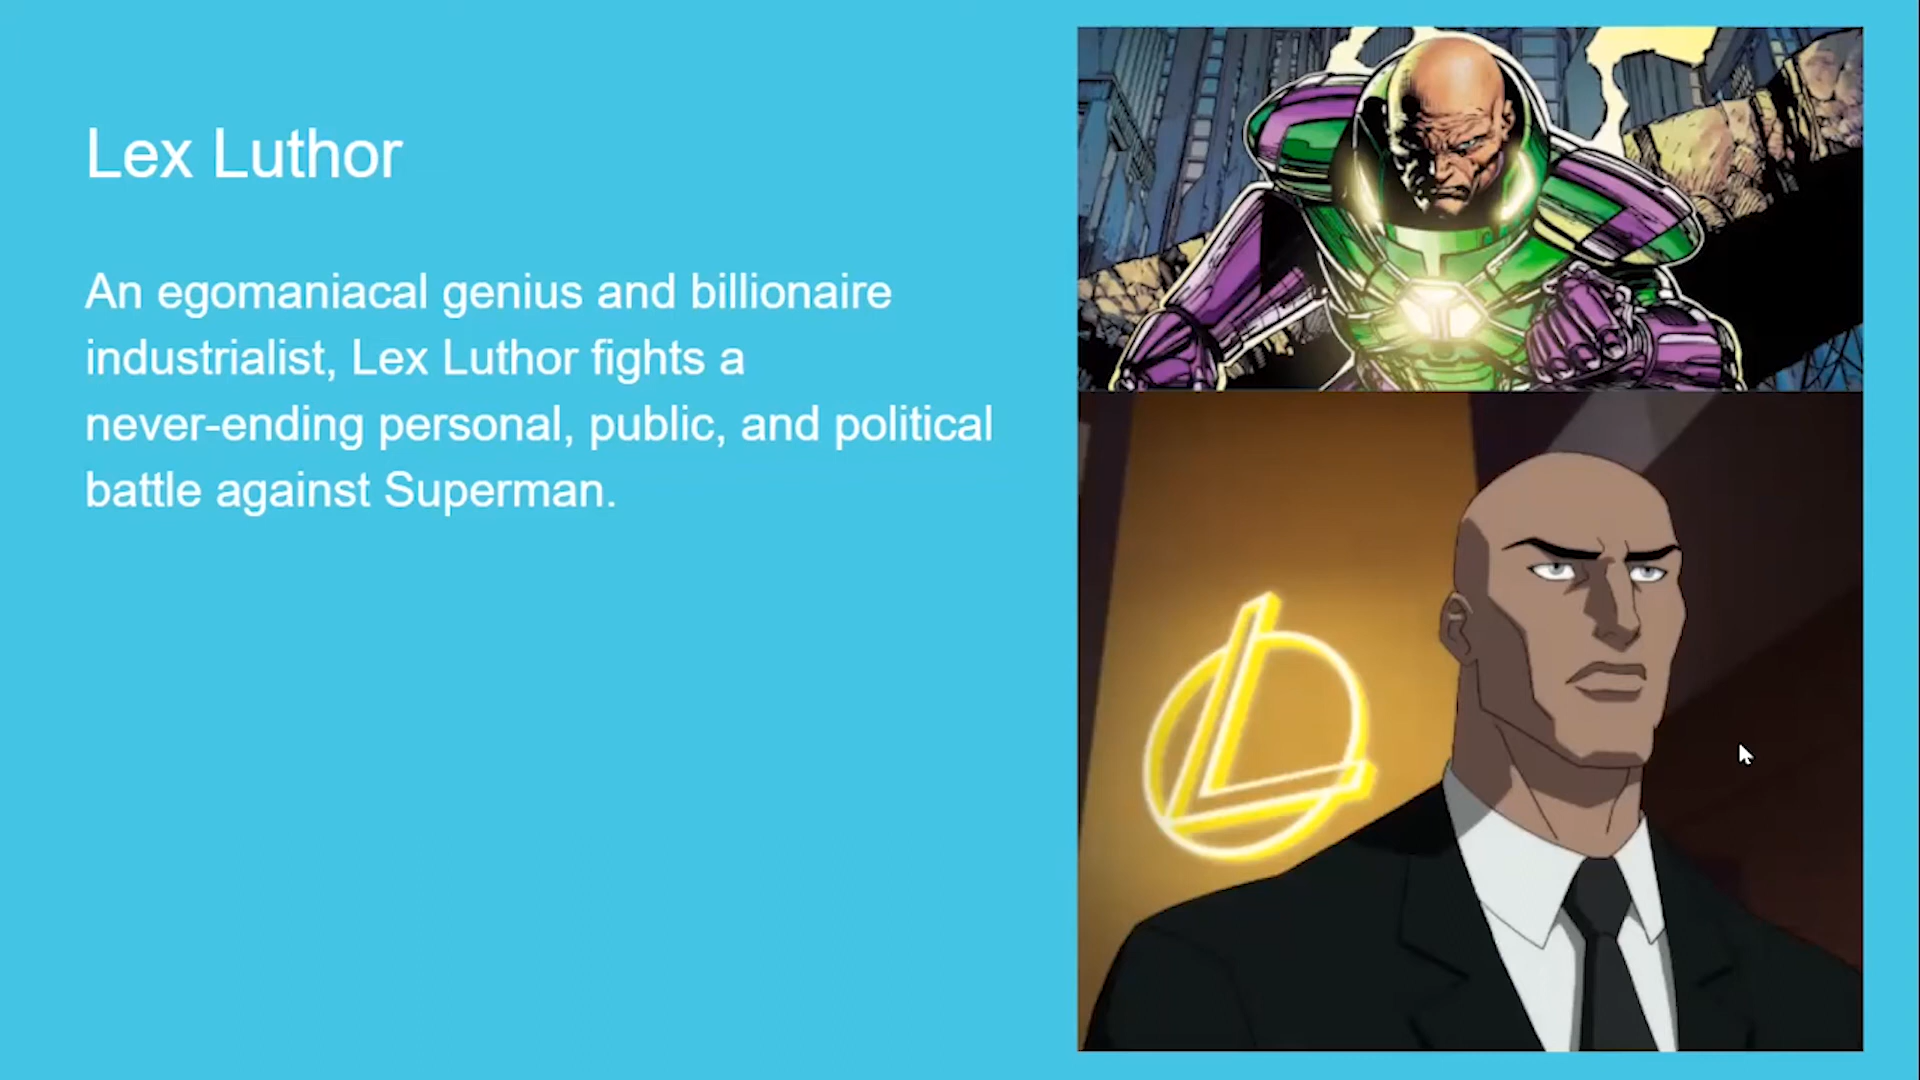 Lex Luthor
An egomaniacal genius and billionaire
industrialist, Lex Luthor fights a
never-ending personal, public, and political
battle against Superman.
L